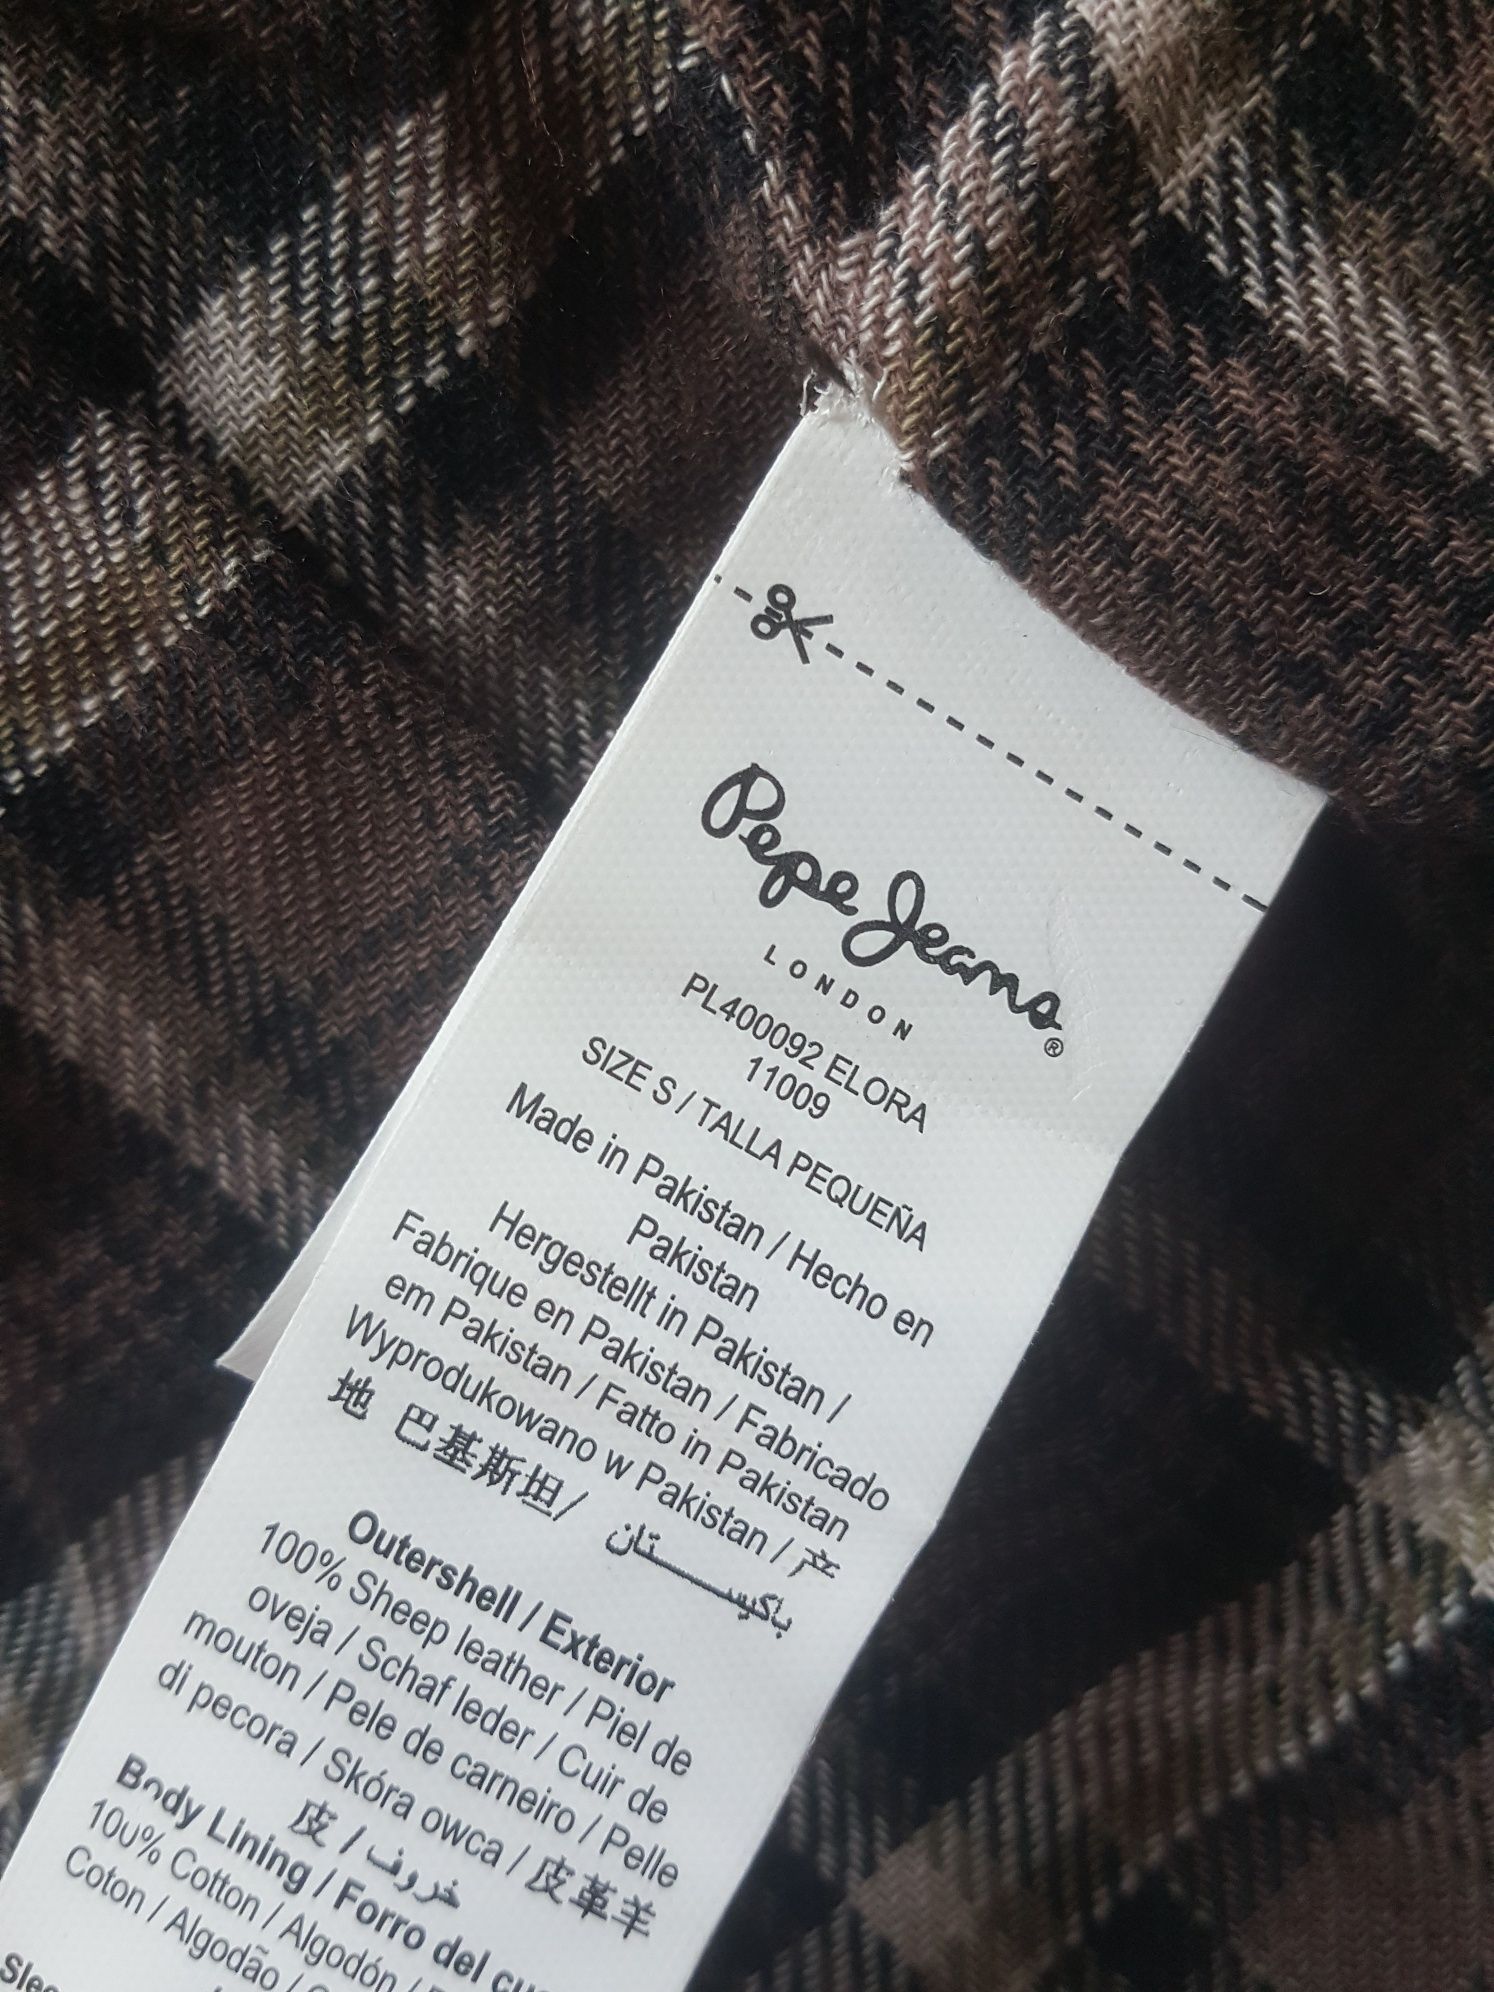 Pepe Jeans
LONDON
PL400092 ELORA
11009
SIZE S / TALLA PEQUEÑA
Made in Pakistan / Hecho en
Pakistan
Hergestellt in Pakistan /
Fabrique en Pakistan / Fabricado
em Pakistan / Fatto in Pakistan
Wyprodukowano w Pakistan / 产
地 巴基斯坦/ باكيستان
Outershell / Exterior
100% Sheep leather / Piel de
oveja / Schaf leder / Cuir de
mouton / Pele de carneiro / Pelle
di pecora / Skóra owca / 皮革羊
皮 / خروف
Body Lining / Forro del
100% Cotton / Algodón /
Coton / Algodão /